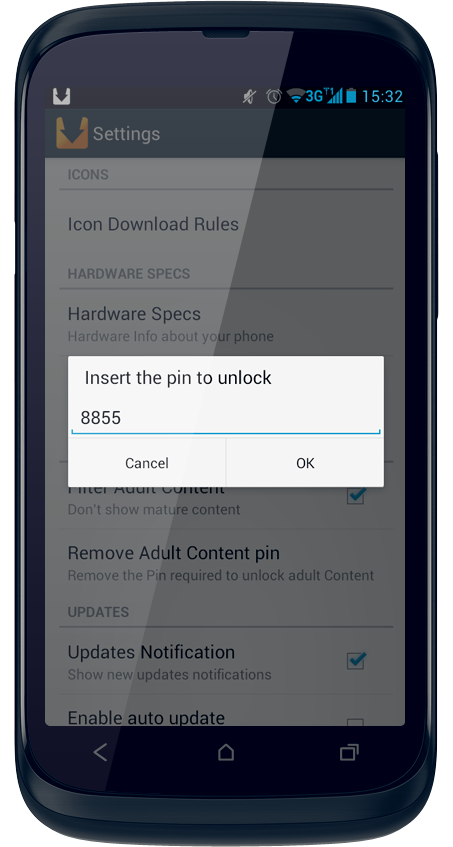 3G T1 15:32
Settings
ICONS
Icon Download Rules
HARDWARE SPECS
Hardware Specs
Hardware Info about your phone
Insert the pin to unlock
8855
Cancel OK
Filter Adult Content
Don't show mature content
Remove Adult Content pin
Remove the Pin required to unlock adult Content
UPDATES
Updates Notification
Show new updates notifications
Enable auto update